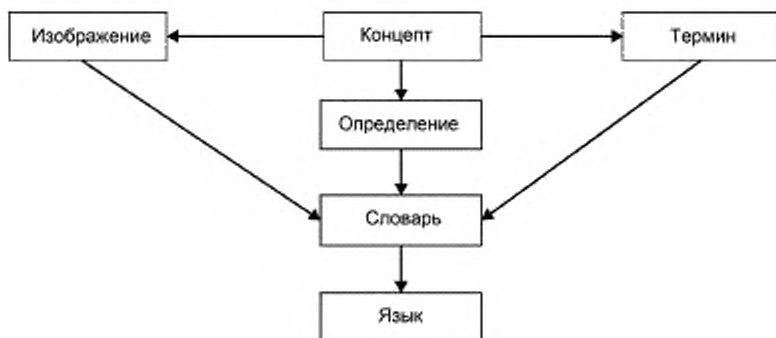 Изображение
Концепт
Термин
Определение
Словарь
Язык